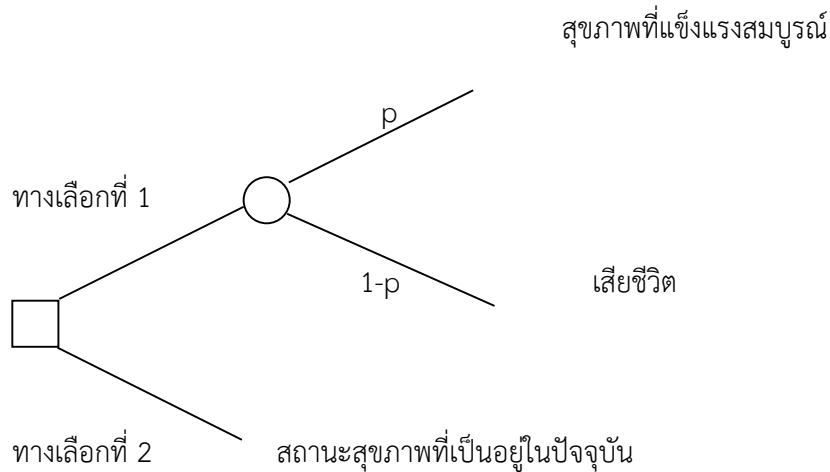 สุขภาพที่แข็งแรงสมบูรณ์
p
ทางเลือกที่ 1
1-p
เสียชีวิต
ทางเลือกที่ 2
สถานะสุขภาพที่เป็นอยู่ในปัจจุบัน